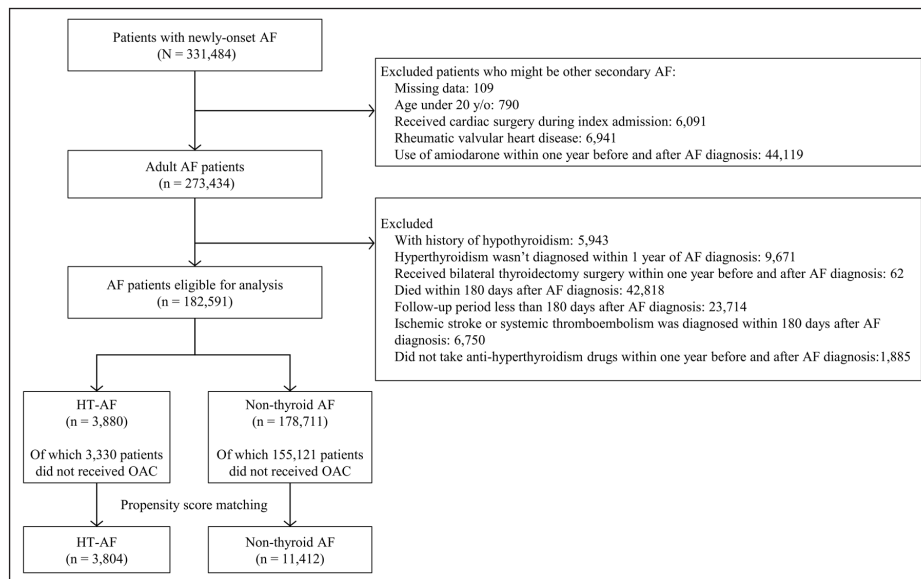 Patients with newly-onset AF
(N = 331,484)
Excluded patients who might be other secondary AF:
Missing data: 109
Age under 20 y/o: 790
Received cardiac surgery during index admission: 6,091
Rheumatic valvular heart disease: 6,941
Use of amiodarone within one year before and after AF diagnosis: 44,119
Adult AF patients
(n = 273,434)
Excluded
With history of hypothyroidism: 5,943
Hyperthyroidism wasn't diagnosed within 1 year of AF diagnosis: 9,671
Received bilateral thyroidectomy surgery within one year before and after AF diagnosis: 62
Died within 180 days after AF diagnosis: 42,818
Follow-up period less than 180 days after AF diagnosis: 23,714
Ischemic stroke or systemic thromboembolism was diagnosed within 180 days after AF
diagnosis: 6,750
Did not take anti-hyperthyroidism drugs within one year before and after AF diagnosis:1,885
AF patients eligible for analysis
(n = 182,591)
HT-AF
(n = 3,880)
Of which 3,330 patients
did not received OAC
Non-thyroid AF
(n = 178,711)
Of which 155,121 patients
did not received OAC
Propensity score matching
HT-AF
(n = 3,804)
Non-thyroid AF
(n = 11,412)